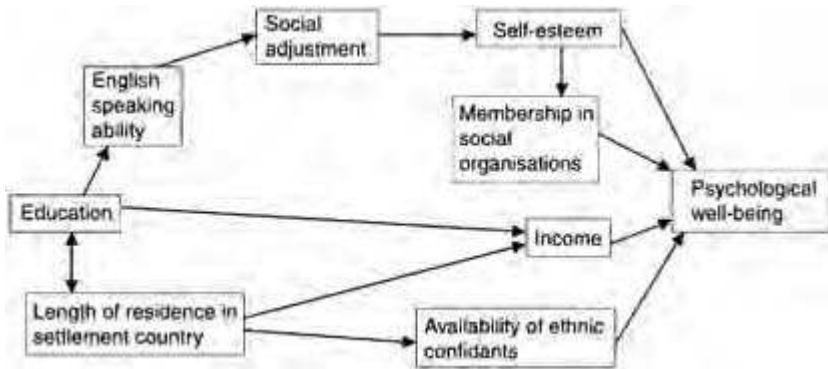 Social
adjustment
Self-esteem
English
speaking
ability
Membership in
social
organisations
Psychological
well-being
Education
Income
Length of residence in
settlement country
Availability of ethnic
confidants